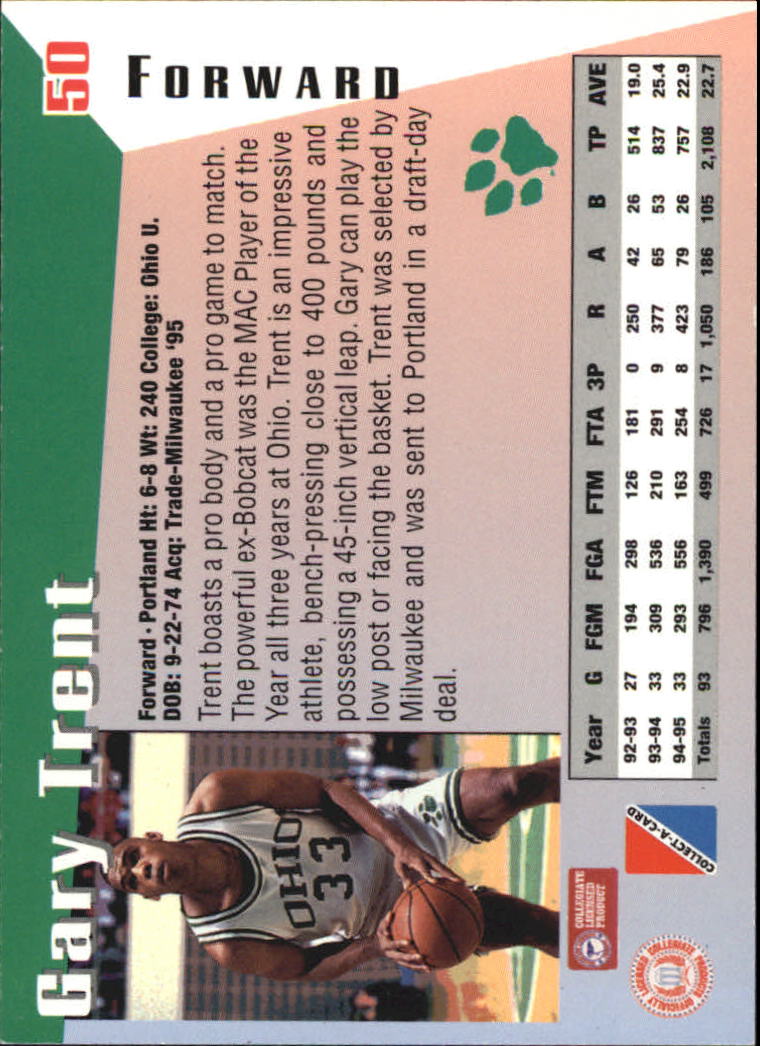 Gary Trent
50
FORWARD
Forward · Portland Ht: 6-8 Wt: 240 College: Ohio U.
DOB: 9-22-74 Acq: Trade-Milwaukee '95
Trent boasts a pro body and a pro game to match.
The powerful ex-Bobcat was the MAC Player of the
Year all three years at Ohio. Trent is an impressive
athlete, bench-pressing close to 400 pounds and
possessing a 45-inch vertical leap. Gary can play the
low post or facing the basket. Trent was selected by
Milwaukee and was sent to Portland in a draft-day
deal.
OHIO
33
Year G FGM FGA FTM FTA 3P R A B TP AVE
92-93 27 194 298 126 181 0 250 42 26 514 19.0
93-94 33 309 536 210 291 9 377 65 53 837 25.4
94-95 33 293 556 163 254 8 423 79 26 757 22.9
Totals 93 796 1,390 499 726 17 1,050 186 105 2,108 22.7
COLLEGIATE
LICENSED
PRODUCT
OFFICIALLY LICENSED COLLEGIATE PRODUCTS
COLLECT-A-CARD